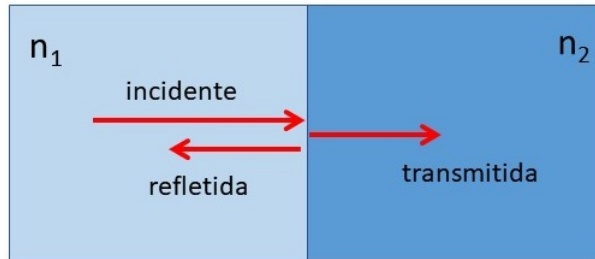 n₁
n₂
incidente
refletida
transmitida